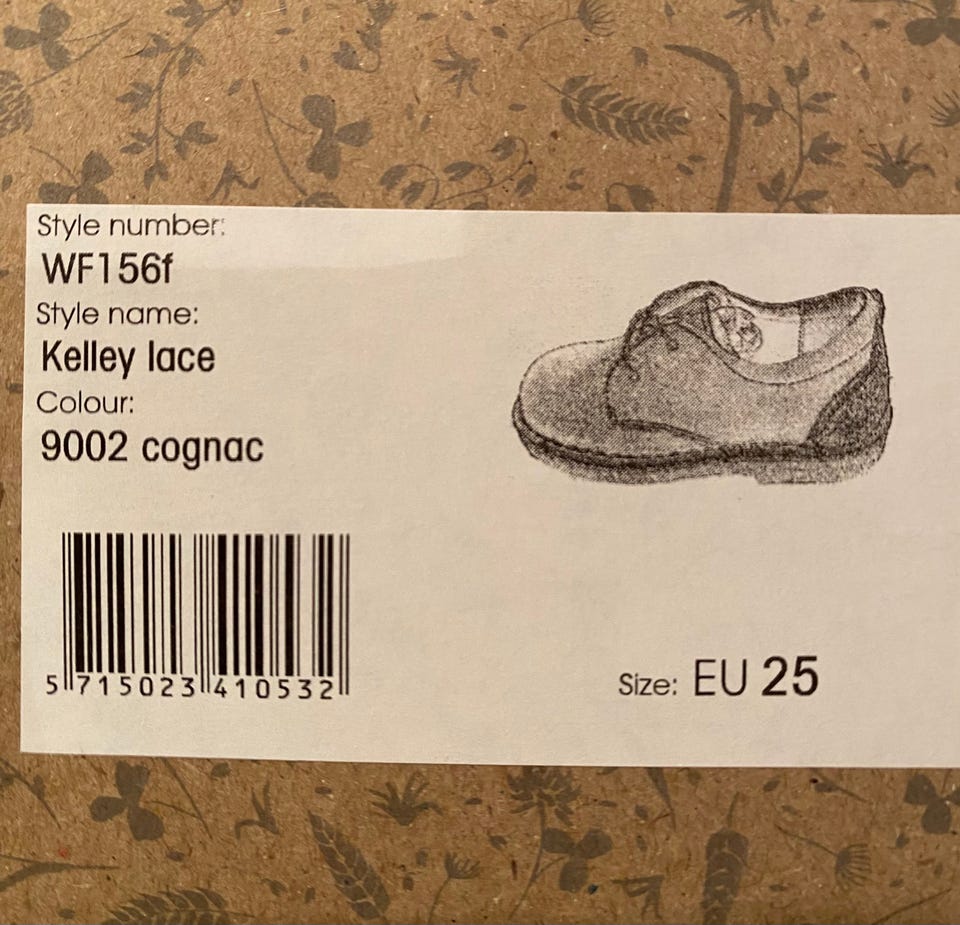 Style number:
WF156f
Style name:
Kelley lace
Colour:
9002 cognac
5 715023 410532
Size: EU 25